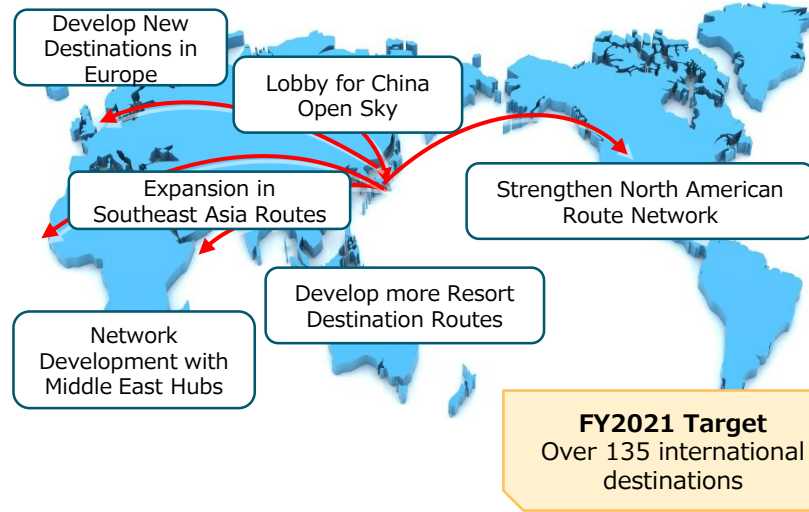 Develop New
Destinations in
Europe
Lobby for China
Open Sky
Expansion in
Southeast Asia Routes
Strengthen North American
Route Network
Develop more Resort
Destination Routes
Network
Development with
Middle East Hubs
FY2021 Target
Over 135 international
destinations